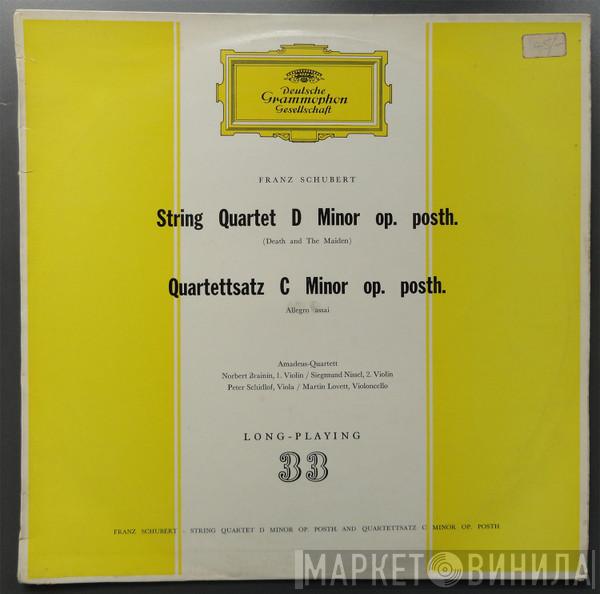 Deutsche
Grammophon
Gesellschaft
FRANZ SCHUBERT
String Quartet D Minor op. posth.
(Death and The Maiden)
Quartettsatz C Minor op. posth.
Allegro assai
Amadeus-Quartett
Norbert Brainin, 1. Violin / Siegmund Nissel, 2. Violin
Peter Schidlof, Viola / Martin Lovett, Violoncello
LONG-PLAYING
33
FRANZ SCHUBERT - STRING QUARTET D MINOR OP. POSTH. AND QUARTETTSATZ C MINOR OP. POSTH
МАРКЕТ ВИНИЛА